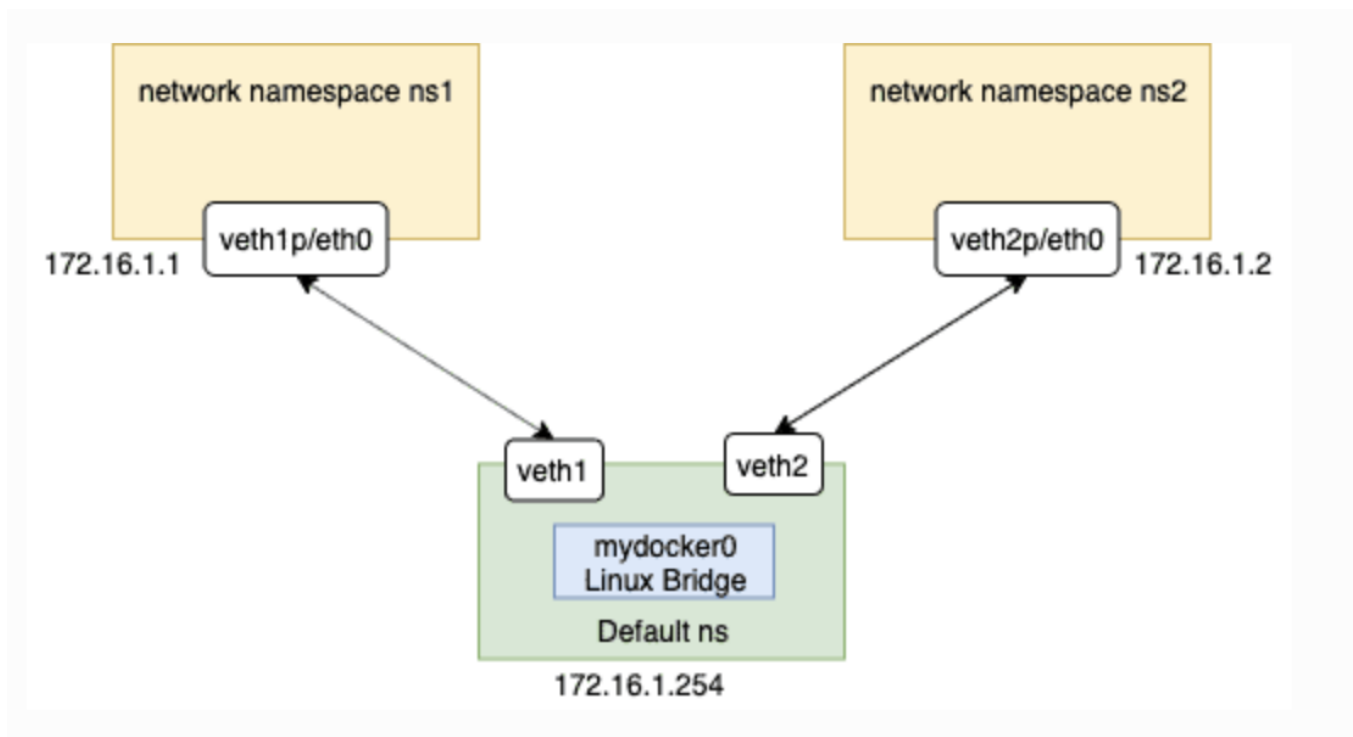 network namespace ns1
network namespace ns2
veth1p/eth0
veth2p/eth0
172.16.1.1
172.16.1.2
veth1
veth2
mydocker0
Linux Bridge
Default ns
172.16.1.254